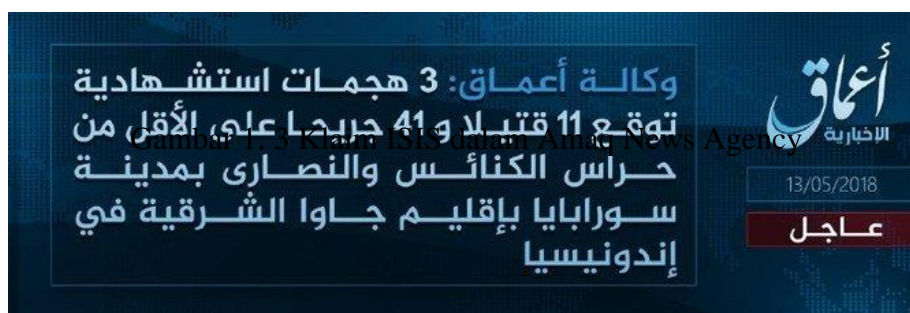 وكالة أعماق: 3 هجمات استشهادية
توقع 11 قتيلا و 41 جريحا على الأقل من
حراس الكنائس والنصارى بمدينة
سورابايا بإقليم جاوا الشرقية في
إندونيسيا
أعماق
الإخبارية
13/05/2018
عاجل
Gambar 1. 3 Klaim ISIS dalam Amaq News Agency